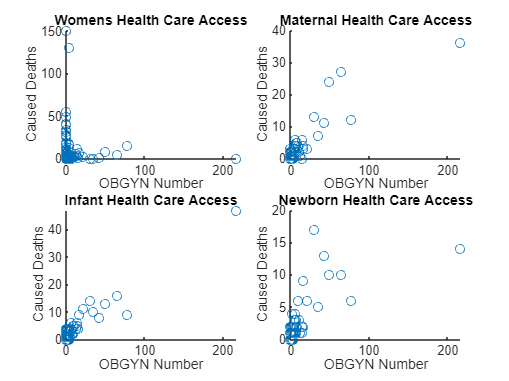 Womens Health Care Access
150
100
50
0
Caused Deaths
0
100
200
OBGYN Number
Maternal Health Care Access
40
30
20
10
0
Caused Deaths
0
100
200
OBGYN Number
Infant Health Care Access
40
30
20
10
0
Caused Deaths
0
100
200
OBGYN Number
Newborn Health Care Access
20
15
10
5
0
Caused Deaths
0
100
200
OBGYN Number